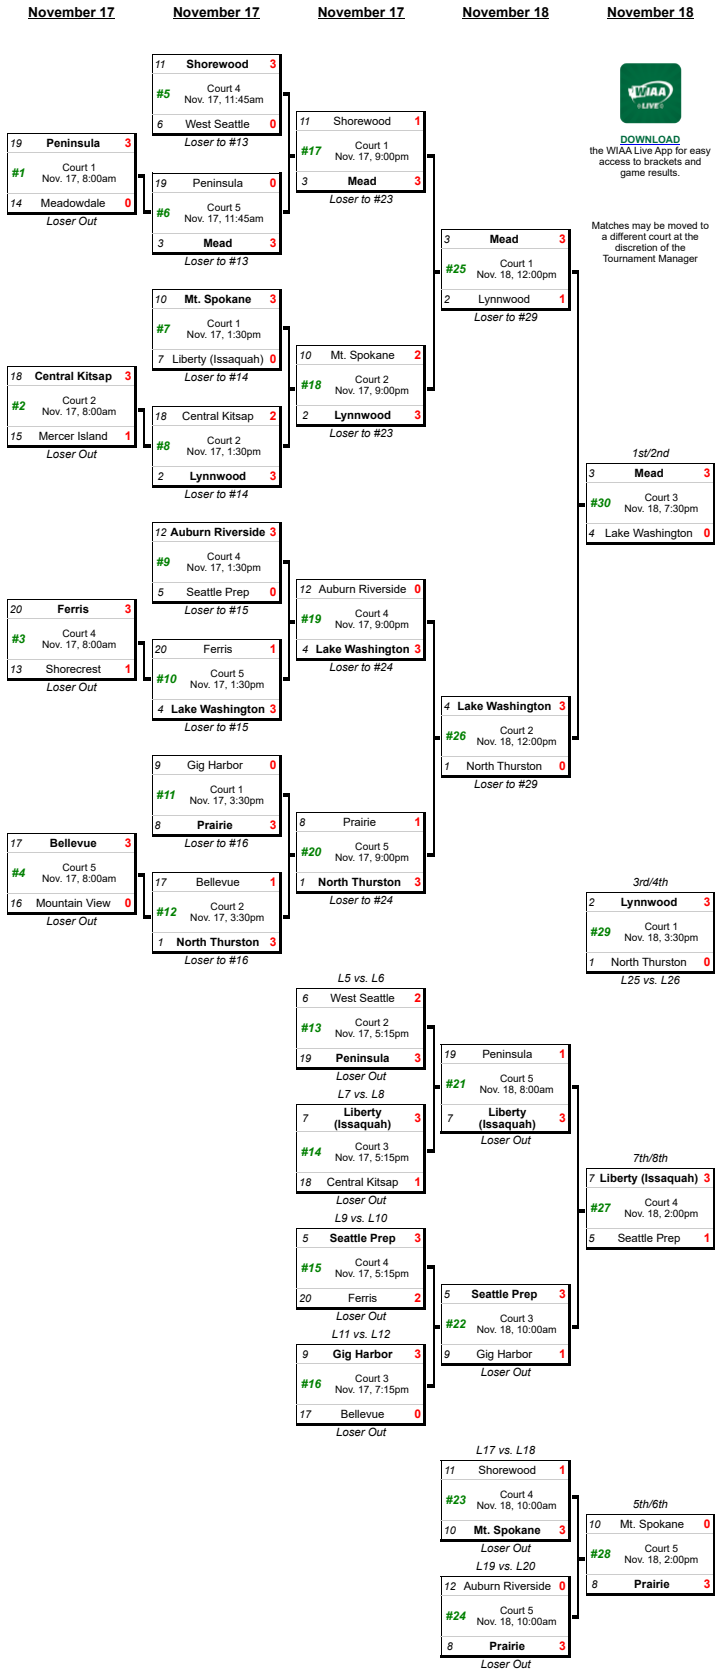 November 17
November 17
November 17
November 18
November 18
WIAA
LIVE
DOWNLOAD
the WIAA Live App for easy
access to brackets and
game results.
Matches may be moved to
a different court at the
discretion of the
Tournament Manager
19 Peninsula 3
#1 Court 1
Nov. 17, 8:00am
14 Meadowdale 0
Loser Out
18 Central Kitsap 3
#2 Court 2
Nov. 17, 8:00am
15 Mercer Island 1
Loser Out
20 Ferris 3
#3 Court 4
Nov. 17, 8:00am
13 Shorecrest 1
Loser Out
17 Bellevue 3
#4 Court 5
Nov. 17, 8:00am
16 Mountain View 0
Loser Out
11 Shorewood 3
#5 Court 4
Nov. 17, 11:45am
6 West Seattle 0
Loser to #13
19 Peninsula 0
#6 Court 5
Nov. 17, 11:45am
3 Mead 3
Loser to #13
10 Mt. Spokane 3
#7 Court 1
Nov. 17, 1:30pm
7 Liberty (Issaquah) 0
Loser to #14
18 Central Kitsap 2
#8 Court 2
Nov. 17, 1:30pm
2 Lynnwood 3
Loser to #14
12 Auburn Riverside 3
#9 Court 4
Nov. 17, 1:30pm
5 Seattle Prep 0
Loser to #15
20 Ferris 1
#10 Court 5
Nov. 17, 1:30pm
4 Lake Washington 3
Loser to #15
9 Gig Harbor 0
#11 Court 1
Nov. 17, 3:30pm
8 Prairie 3
Loser to #16
17 Bellevue 1
#12 Court 2
Nov. 17, 3:30pm
1 North Thurston 3
Loser to #16
11 Shorewood 1
#17 Court 1
Nov. 17, 9:00pm
3 Mead 3
Loser to #23
10 Mt. Spokane 2
#18 Court 2
Nov. 17, 9:00pm
2 Lynnwood 3
Loser to #23
12 Auburn Riverside 0
#19 Court 4
Nov. 17, 9:00pm
4 Lake Washington 3
Loser to #24
8 Prairie 1
#20 Court 5
Nov. 17, 9:00pm
1 North Thurston 3
Loser to #24
L5 vs. L6
6 West Seattle 2
#13 Court 2
Nov. 17, 5:15pm
19 Peninsula 3
Loser Out
L7 vs. L8
7 Liberty
(Issaquah) 3
#14 Court 3
Nov. 17, 5:15pm
18 Central Kitsap 1
Loser Out
L9 vs. L10
5 Seattle Prep 3
#15 Court 4
Nov. 17, 5:15pm
20 Ferris 2
Loser Out
L11 vs. L12
9 Gig Harbor 3
#16 Court 3
Nov. 17, 7:15pm
17 Bellevue 0
Loser Out
3 Mead 3
#25 Court 1
Nov. 18, 12:00pm
2 Lynnwood 1
Loser to #29
4 Lake Washington 3
#26 Court 2
Nov. 18, 12:00pm
1 North Thurston 0
Loser to #29
19 Peninsula 1
#21 Court 5
Nov. 18, 8:00am
7 Liberty
(Issaquah) 3
Loser Out
5 Seattle Prep 3
#22 Court 3
Nov. 18, 10:00am
9 Gig Harbor 1
Loser Out
L17 vs. L18
11 Shorewood 1
#23 Court 4
Nov. 18, 10:00am
10 Mt. Spokane 3
Loser Out
L19 vs. L20
12 Auburn Riverside 0
#24 Court 5
Nov. 18, 10:00am
8 Prairie 3
Loser Out
1st/2nd
3 Mead 3
#30 Court 3
Nov. 18, 7:30pm
4 Lake Washington 0
3rd/4th
2 Lynnwood 3
#29 Court 1
Nov. 18, 3:30pm
1 North Thurston 0
L25 vs. L26
7th/8th
7 Liberty (Issaquah) 3
#27 Court 4
Nov. 18, 2:00pm
5 Seattle Prep 1
5th/6th
10 Mt. Spokane 0
#28 Court 5
Nov. 18, 2:00pm
8 Prairie 3